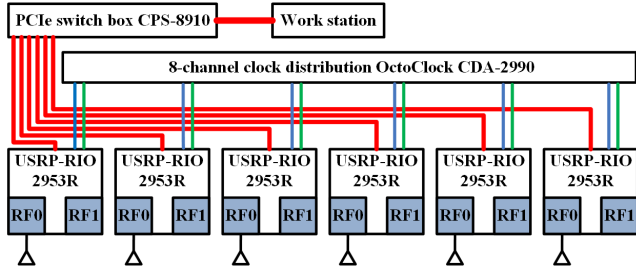 PCIe switch box CPS-8910
Work station
8-channel clock distribution OctoClock CDA-2990
USRP-RIO
2953R
RF0
RF1
USRP-RIO
2953R
RF0
RF1
USRP-RIO
2953R
RF0
RF1
USRP-RIO
2953R
RF0
RF1
USRP-RIO
2953R
RF0
RF1
USRP-RIO
2953R
RF0
RF1